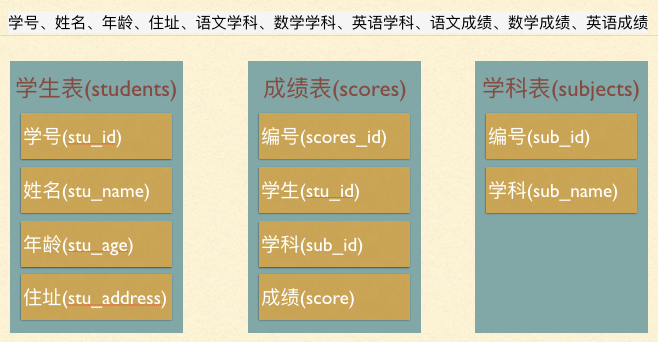 学号、姓名、年龄、住址、语文学科、数学学科、英语学科、语文成绩、数学成绩、英语成绩
学生表(students)
学号(stu_id)
姓名(stu_name)
年龄(stu_age)
住址(stu_address)
成绩表(scores)
编号(scores_id)
学生(stu_id)
学科(sub_id)
成绩(score)
学科表(subjects)
编号(sub_id)
学科(sub_name)